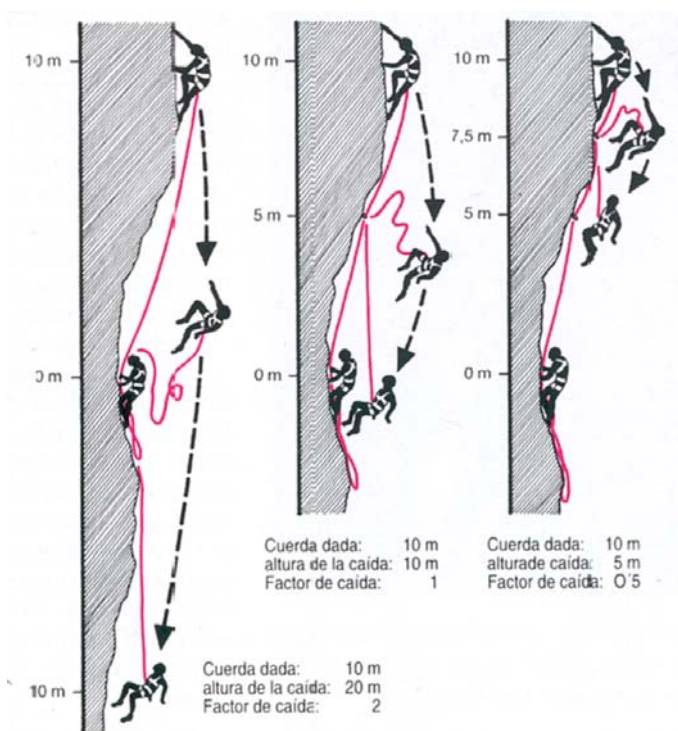 10 m
0 m
10 m
Cuerda dada: 10 m
altura de la caída: 20 m
Factor de caída: 2
10 m
5 m
0 m
Cuerda dada: 10 m
altura de la caída: 10 m
Factor de caída: 1
10 m
7,5 m
5 m
0 m
Cuerda dada: 10 m
alturade caída: 5 m
Factor de caída: O´5